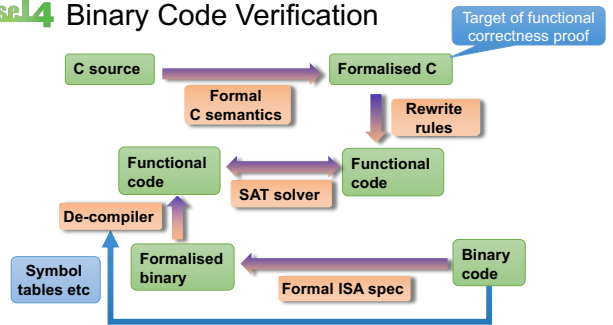 seL4 Binary Code Verification
Target of functional
correctness proof
C source
Formalised C
Formal
C semantics
Rewrite
rules
Functional
code
Functional
code
SAT solver
De-compiler
Formalised
binary
Binary
code
Symbol
tables etc
Formal ISA spec